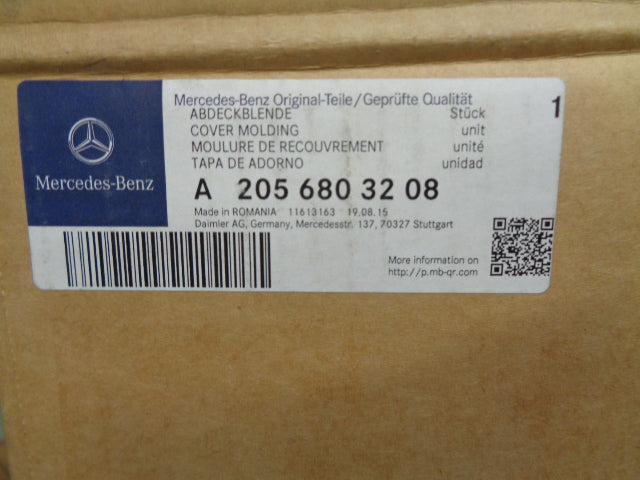 Mercedes-Benz
Mercedes-Benz Original-Teile/Geprüfte Qualität
ABDECKBLENDE Stück 1
COVER MOLDING unit
MOULURE DE RECOUVREMENT unité
TAPA DE ADORNO unidad
A 205 680 32 08
Made in ROMANIA 11613163 19.08.15
Daimler AG, Germany, Mercedesstr. 137, 70327 Stuttgart
More information on
http://p.mb-qr.com/